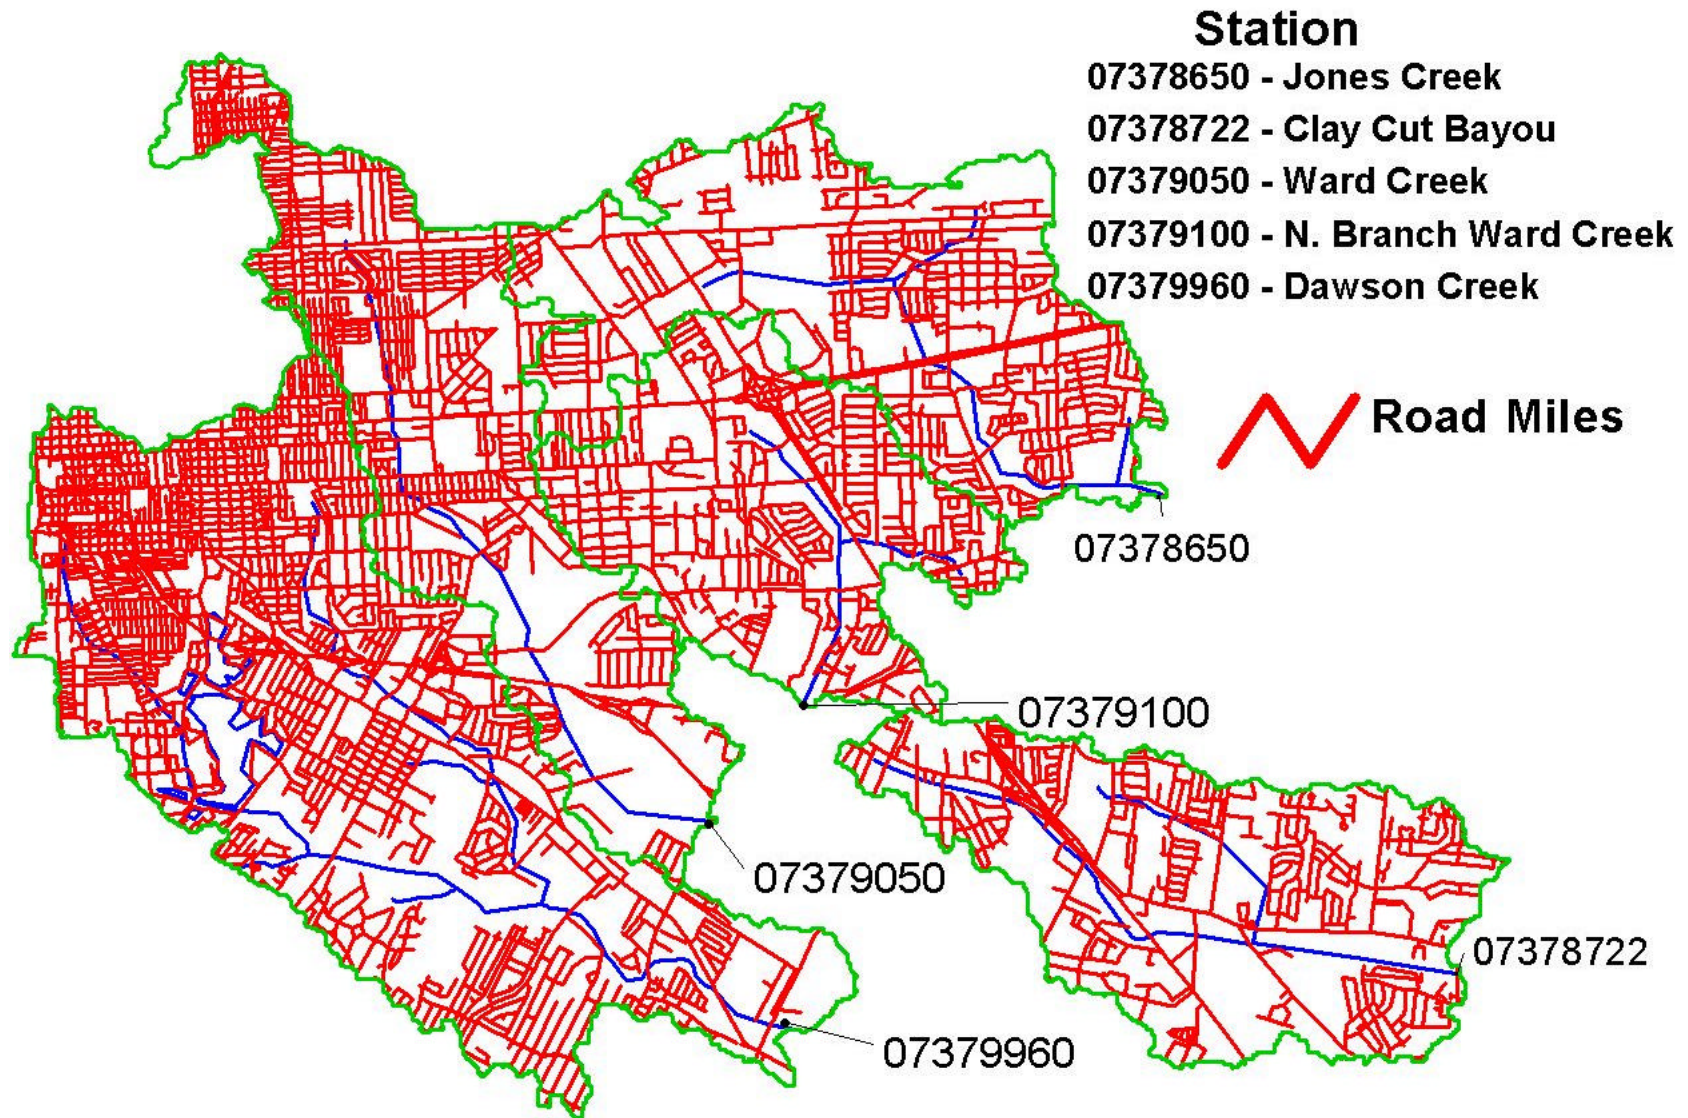 Station
07378650 - Jones Creek
07378722 - Clay Cut Bayou
07379050 - Ward Creek
07379100 - N. Branch Ward Creek
07379960 - Dawson Creek
Road Miles
07378650
07379100
07379050
07378722
07379960